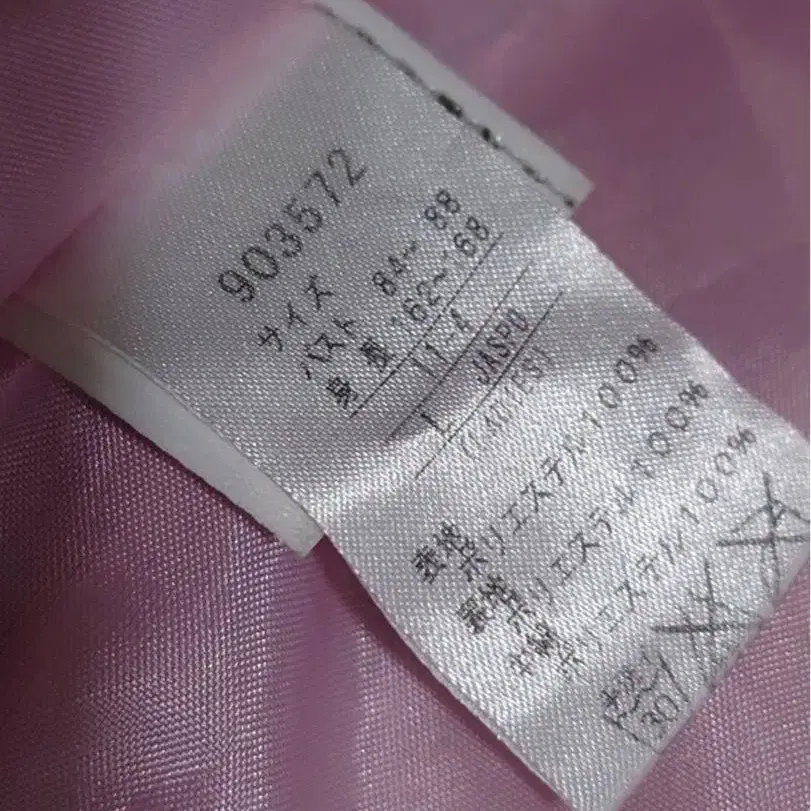 903572
サイズ
バスト 84~ 88
身長 162~168
L JASPO
(LADIES)
表地 ポリエステル100%
裏地 ポリエステル100%
中綿 ポリエステル100%
30